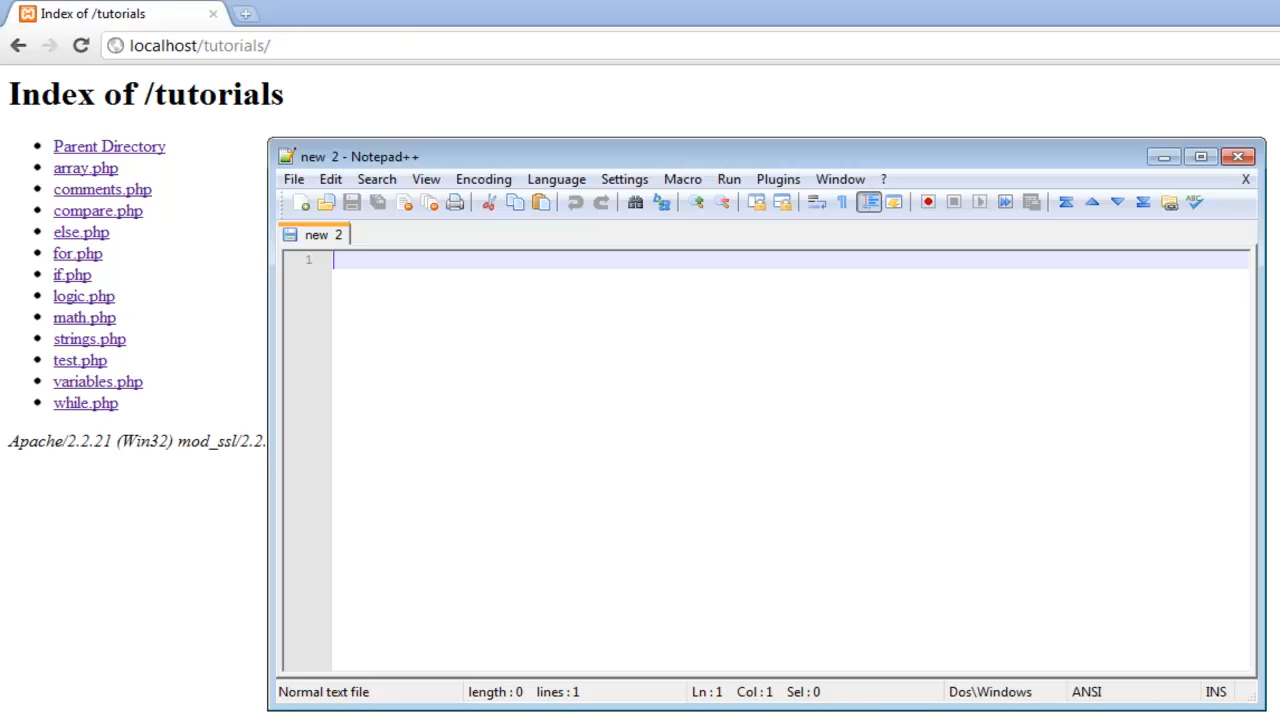 Index of /tutorials
localhost/tutorials/
Index of /tutorials
Parent Directory
array.php
comments.php
compare.php
else.php
for.php
if.php
logic.php
math.php
strings.php
test.php
variables.php
while.php
Apache/2.2.21 (Win32) mod_ssl/2.2.
new 2 - Notepad++
File Edit Search View Encoding Language Settings Macro Run Plugins Window ? X
new 2
1
Normal text file length : 0 lines : 1 Ln : 1 Col : 1 Sel : 0 Dos\Windows ANSI INS